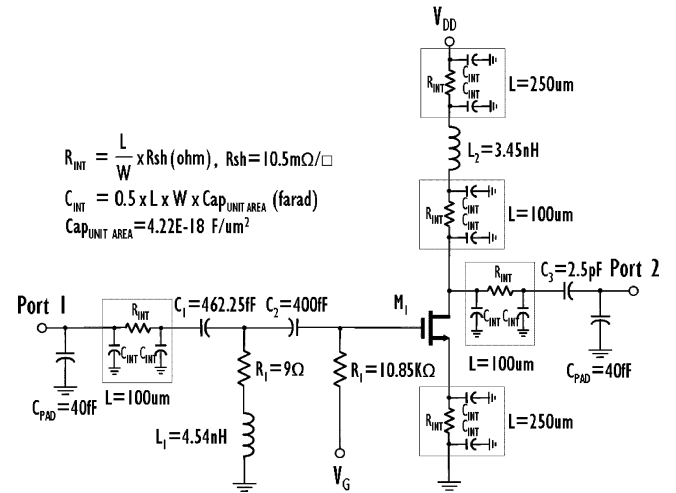 V_DD
R_INT C_INT C_INT L=250um
L_2=3.45nH
R_INT = L/W xRsh (ohm), Rsh=10.5mΩ/□
C_INT = 0.5 x L x W x Cap_UNIT AREA (farad)
Cap_UNIT AREA=4.22E-18 F/um²
R_INT C_INT C_INT L=100um
R_INT C_3=2.5pF Port 2
Port 1 R_INT C_1=462.25fF C_2=400fF M_1
C_INT C_INT
C_INT C_INT
L=100um
R_1=9Ω R_1=10.85KΩ
C_PAD=40fF
L=100um
C_PAD=40fF
L_1=4.54nH
R_INT C_INT C_INT L=250um
V_G